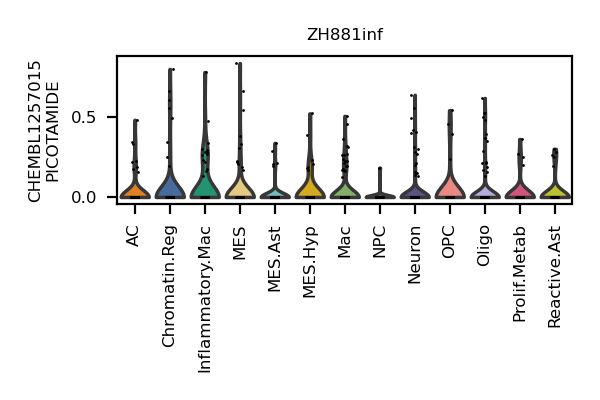 ZH881inf
CHEMBL1257015
PICOTAMIDE
0.5
0.0
AC
Chromatin.Reg
Inflammatory.Mac
MES
MES.Ast
MES.Hyp
Mac
NPC
Neuron
OPC
Oligo
Prolif.Metab
Reactive.Ast